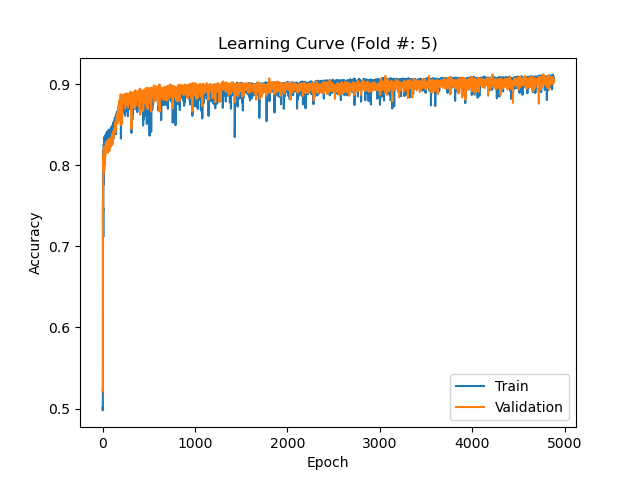 Learning Curve (Fold #: 5)
Accuracy
0.9
0.8
0.7
0.6
0.5
Train
Validation
0 1000 2000 3000 4000 5000
Epoch